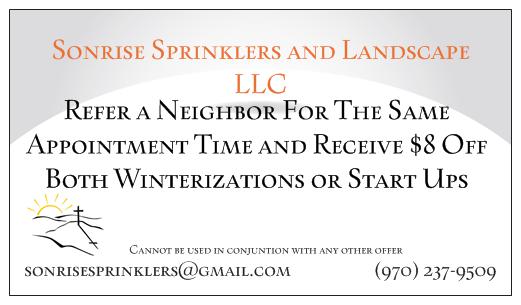 Sonrise Sprinklers and Landscape
LLC
Refer a Neighbor For The Same
Appointment Time and Receive $8 Off
Both Winterizations or Start Ups
Cannot be used in conjuntion with any other offer
sonrisesprinklers@gmail.com (970) 237-9509